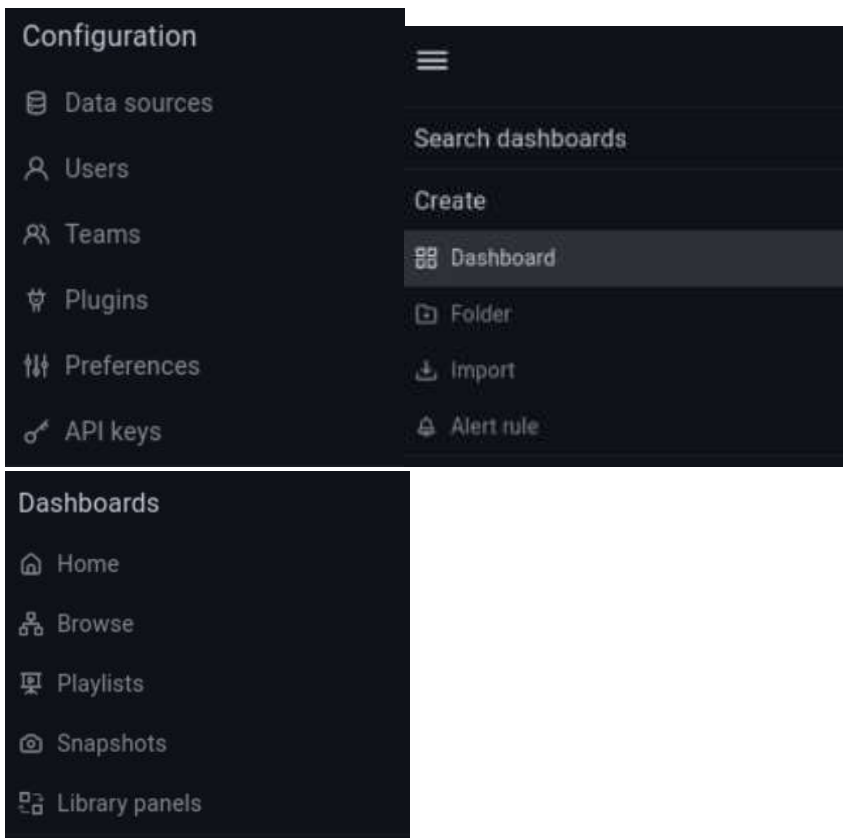 Configuration
Data sources
Users
Teams
Plugins
Preferences
API keys
Search dashboards
Create
Dashboard
Folder
Import
Alert rule
Dashboards
Home
Browse
Playlists
Snapshots
Library panels